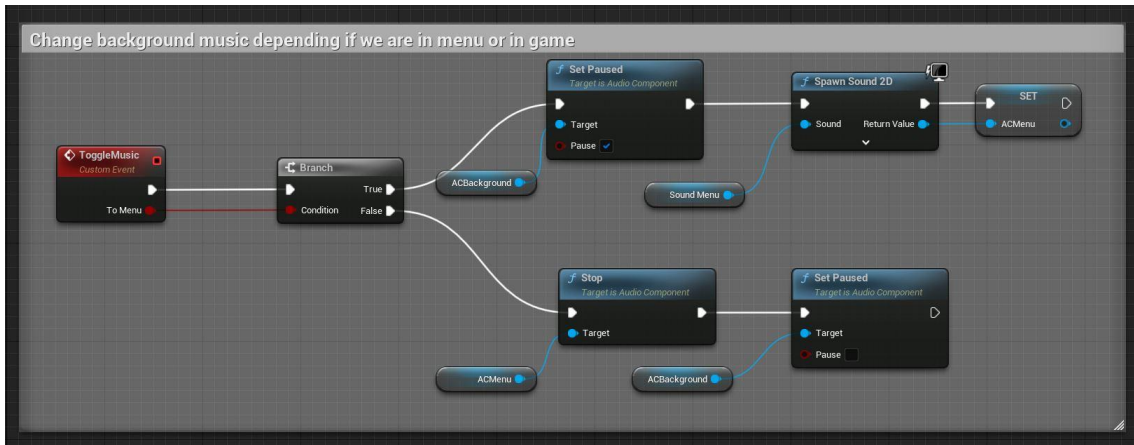 Change background music depending if we are in menu or in game
Set Paused
Target is Audio Component
Target
Pause
ACBackground
Spawn Sound 2D
Sound Return Value
SET
ACMenu
Sound Menu
ToggleMusic
Custom Event
To Menu
Branch
True
Condition False
Stop
Target is Audio Component
Target
ACMenu
Set Paused
Target is Audio Component
Target
Pause
ACBackground